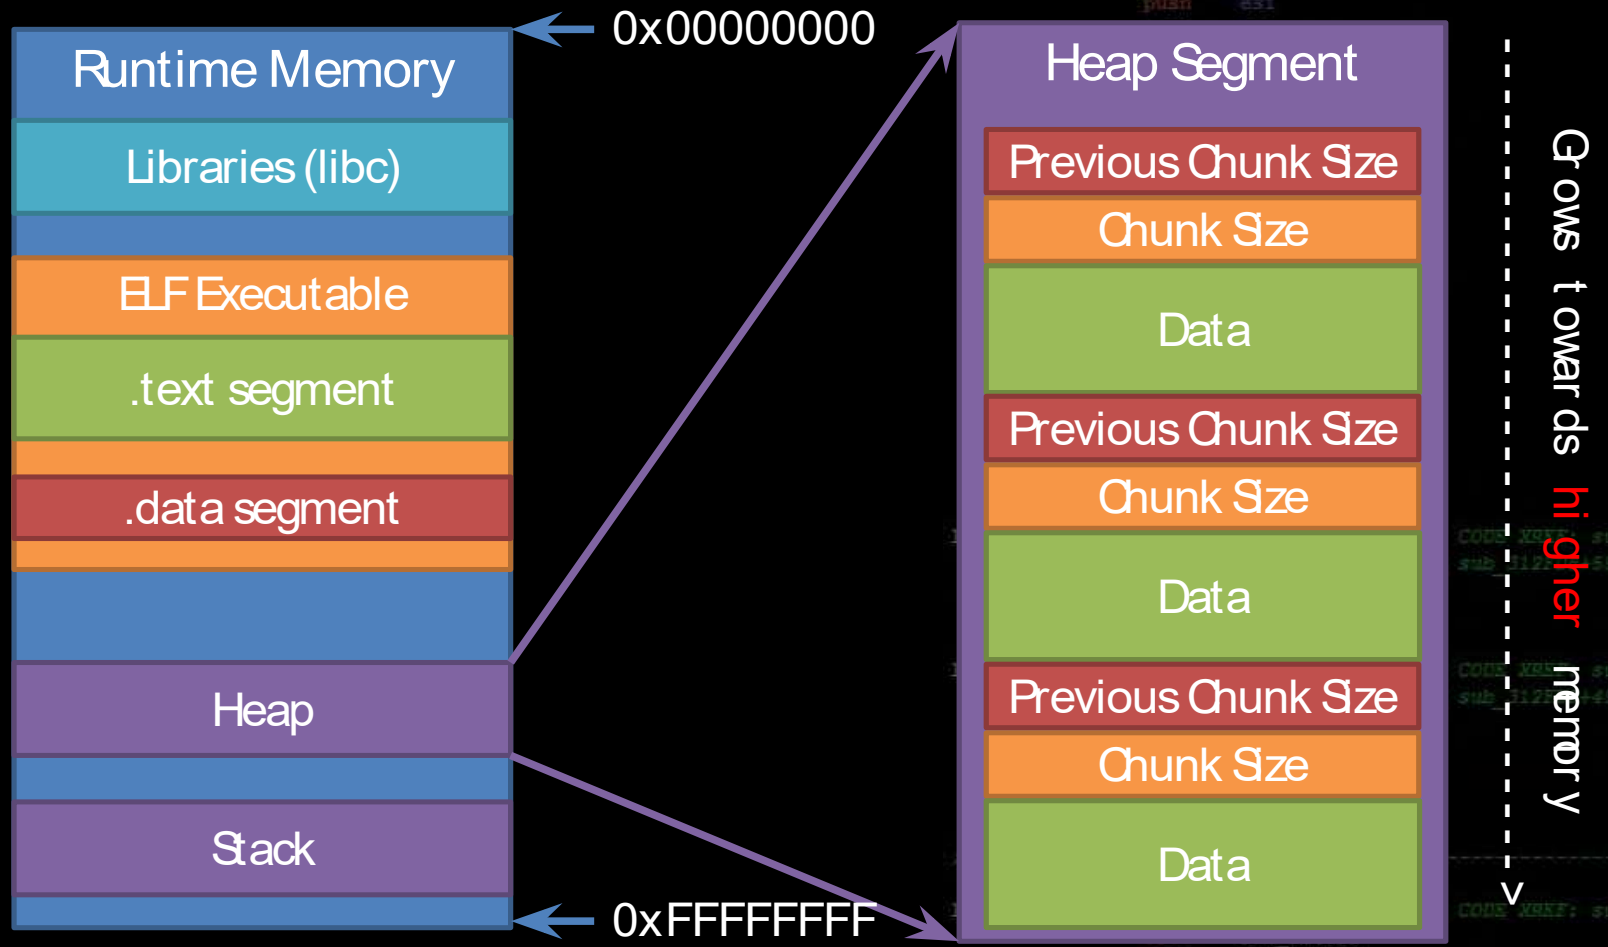 0x00000000
Runtime Memory
Libraries (libc)
ELF Executable
.text segment
.data segment
Heap
Stack
0xFFFFFFFF
push esi
Heap Segment
Previous Chunk Size
Chunk Size
Data
Previous Chunk Size
Chunk Size
Data
Previous Chunk Size
Chunk Size
Data
Grows towards higher memory